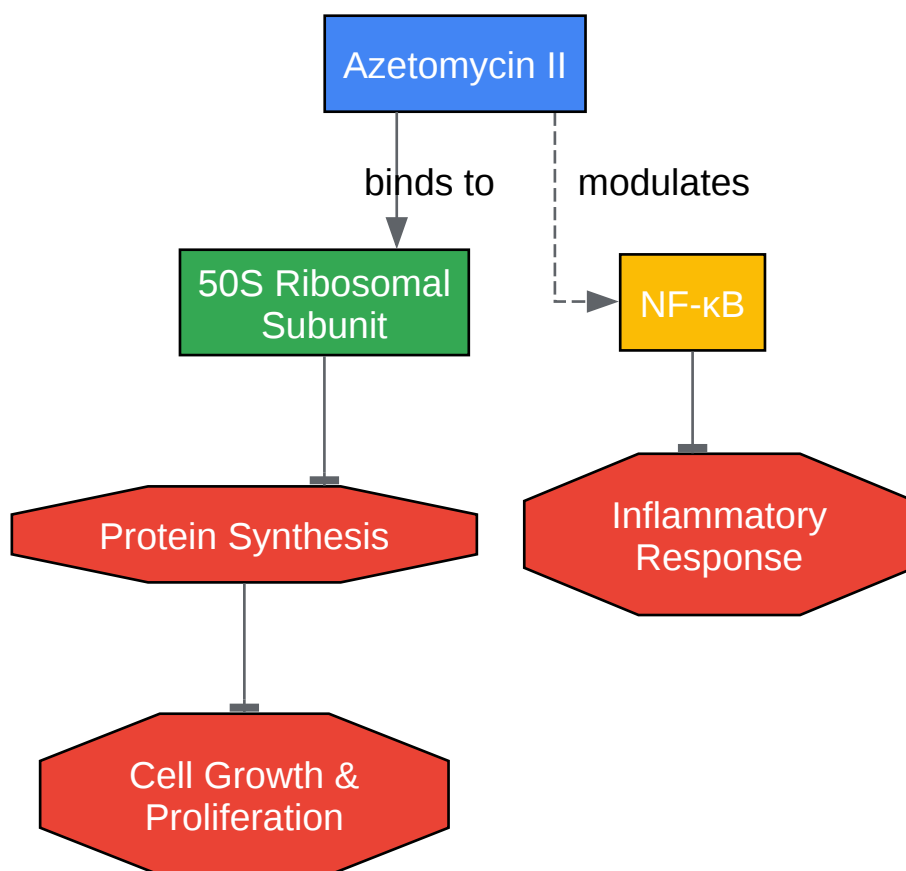 Azetomycin II
binds to
modulates
50S Ribosomal
Subunit
NF-κB
Protein Synthesis
Inflammatory
Response
Cell Growth &
Proliferation